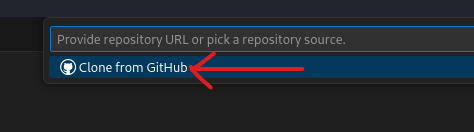 Provide repository URL or pick a repository source.
Clone from GitHub